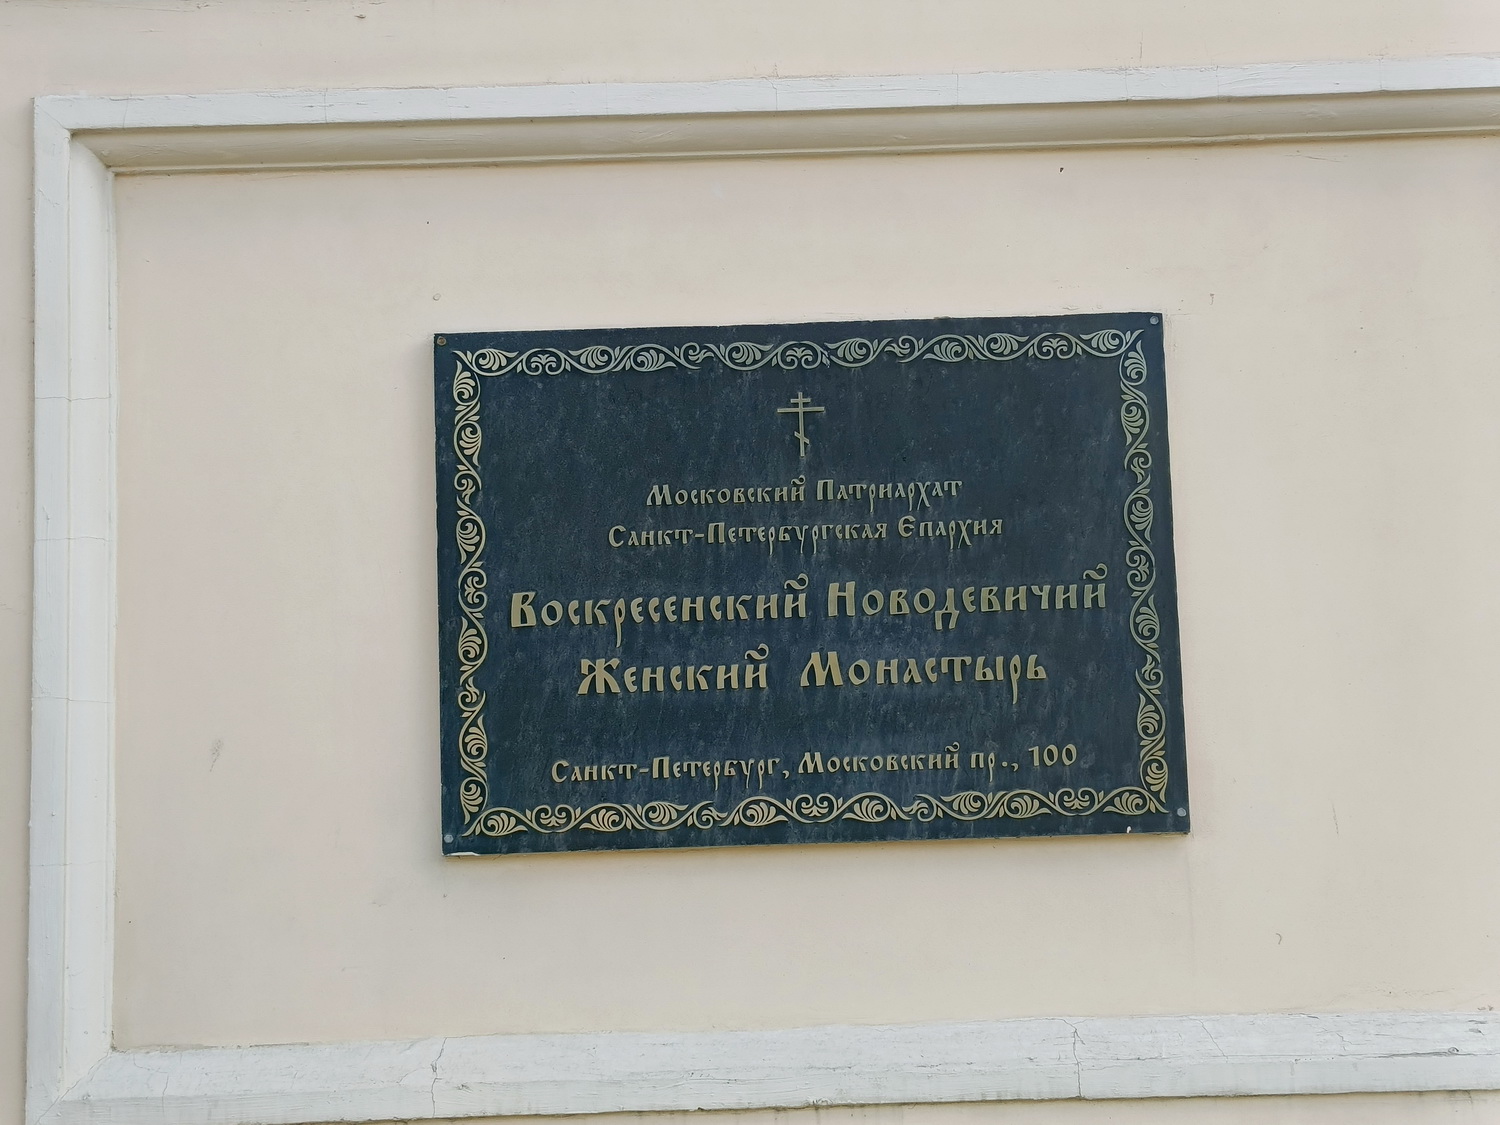 Московский Патриархат
Санкт-Петербургская Епархия
Воскресенский Новодевичий
Женский Монастырь
Санкт-Петербург, Московский пр., 100